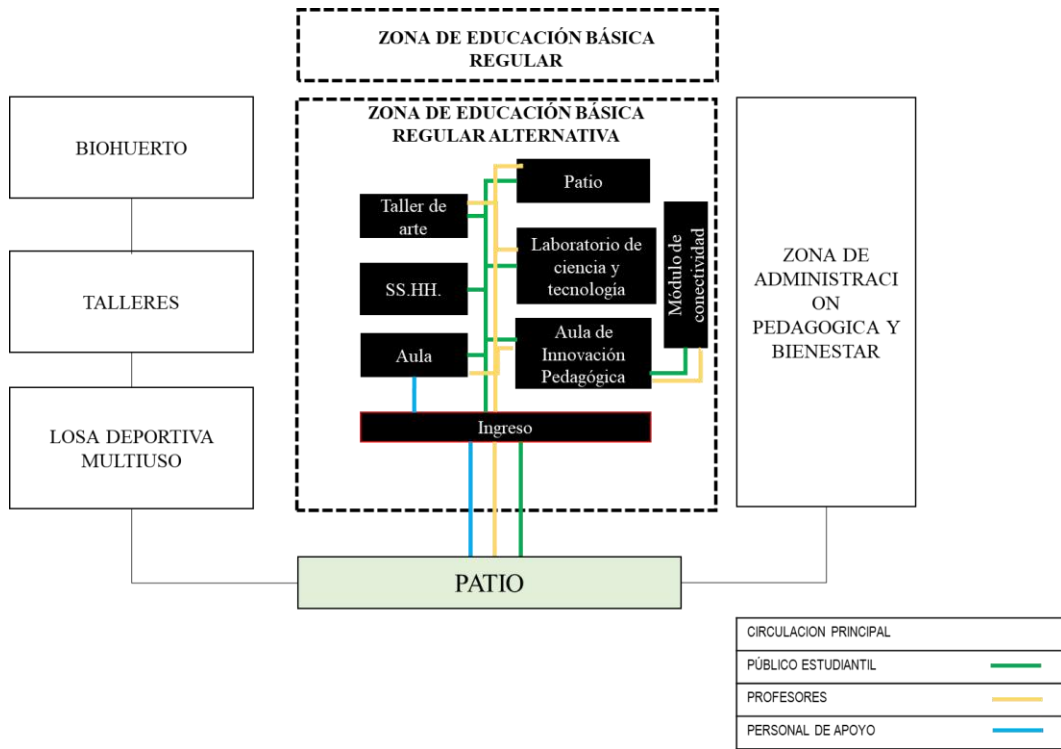 ZONA DE EDUCACIÓN BÁSICA
REGULAR
ZONA DE EDUCACIÓN BÁSICA
REGULAR ALTERNATIVA
BIOHUERTO
TALLERES
LOSA DEPORTIVA
MULTIUSO
Patio
Taller de
arte
Laboratorio de
ciencia y
tecnología
SS.HH.
Aula
Aula de
Innovación
Pedagógica
Módulo de
conectividad
Ingreso
ZONA DE
ADMINISTRACI
ON
PEDAGOGICA Y
BIENESTAR
PATIO
CIRCULACION PRINCIPAL
PÚBLICO ESTUDIANTIL
PROFESORES
PERSONAL DE APOYO